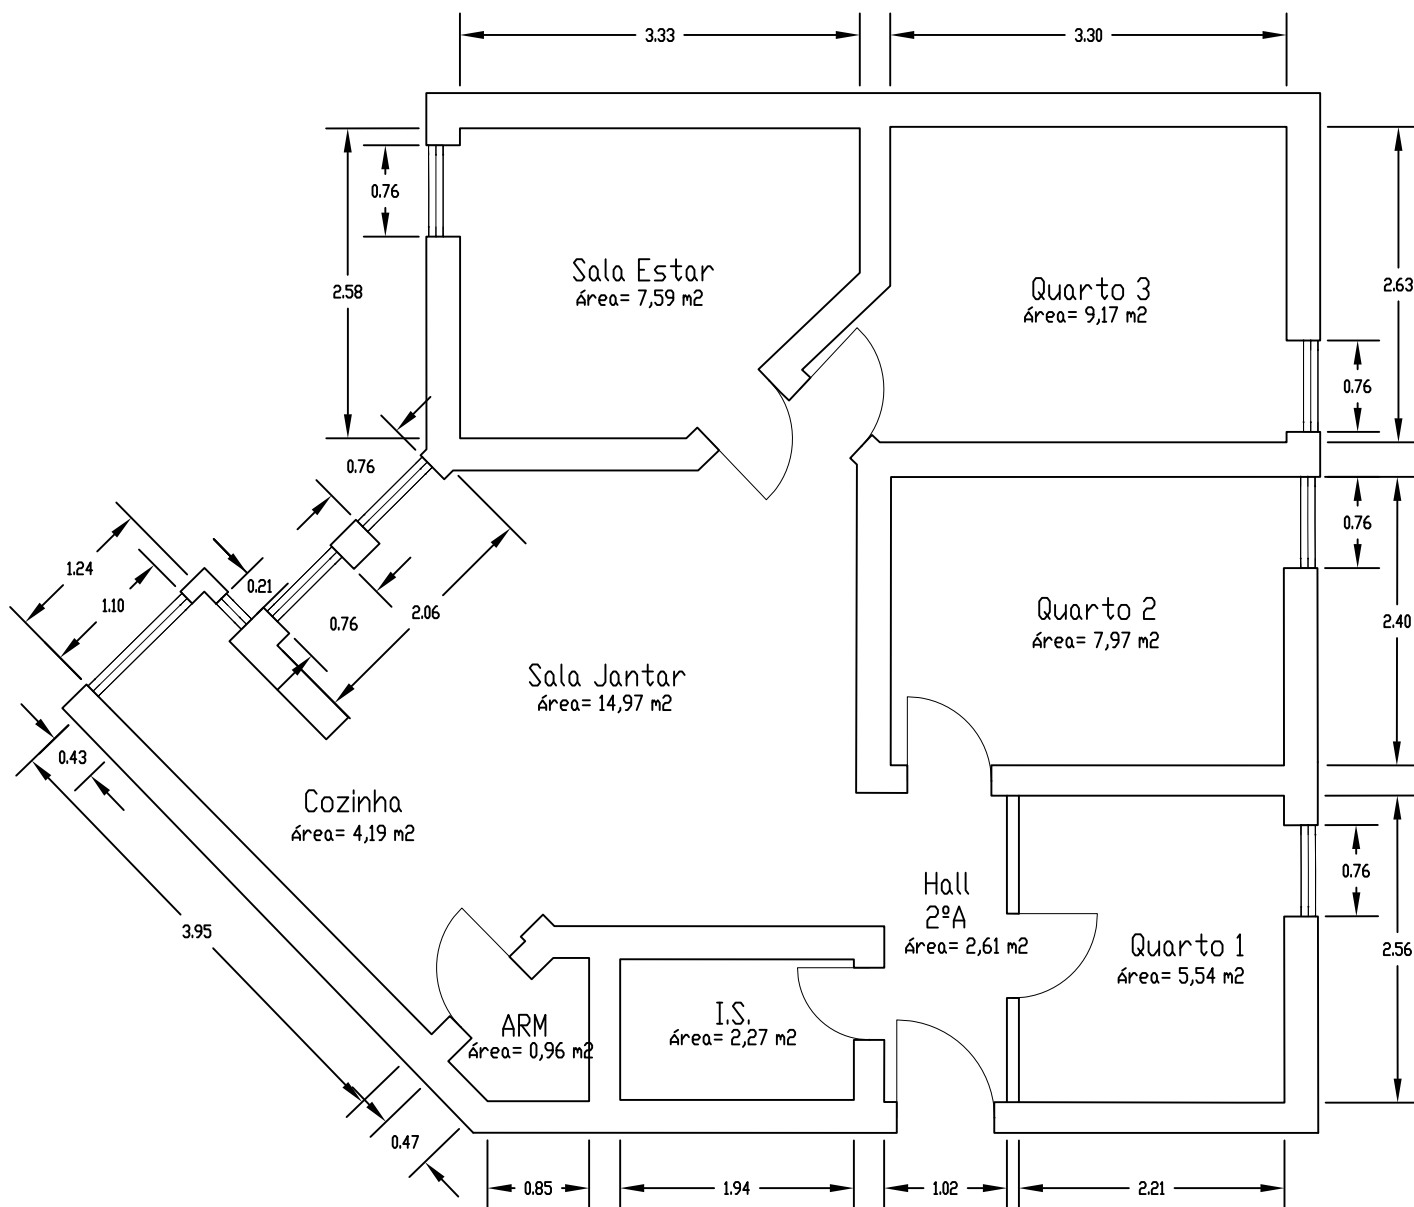 3.33
3.30
0.76
2.58
Sala Estar
Área= 7,59 m2
Quarto 3
Área= 9,17 m2
2.63
0.76
0.76
0.76
1.24
0.21
1.10
2.06
0.76
Quarto 2
Área= 7,97 m2
2.40
Sala Jantar
Área= 14,97 m2
0.43
Cozinha
Área= 4,19 m2
0.76
Hall
2ºA
Área= 2,61 m2
3.95
Quarto 1
Área= 5,54 m2
2.56
ARM
Área= 0,96 m2
I.S.
Área= 2,27 m2
0.47
0.85
1.94
1.02
2.21